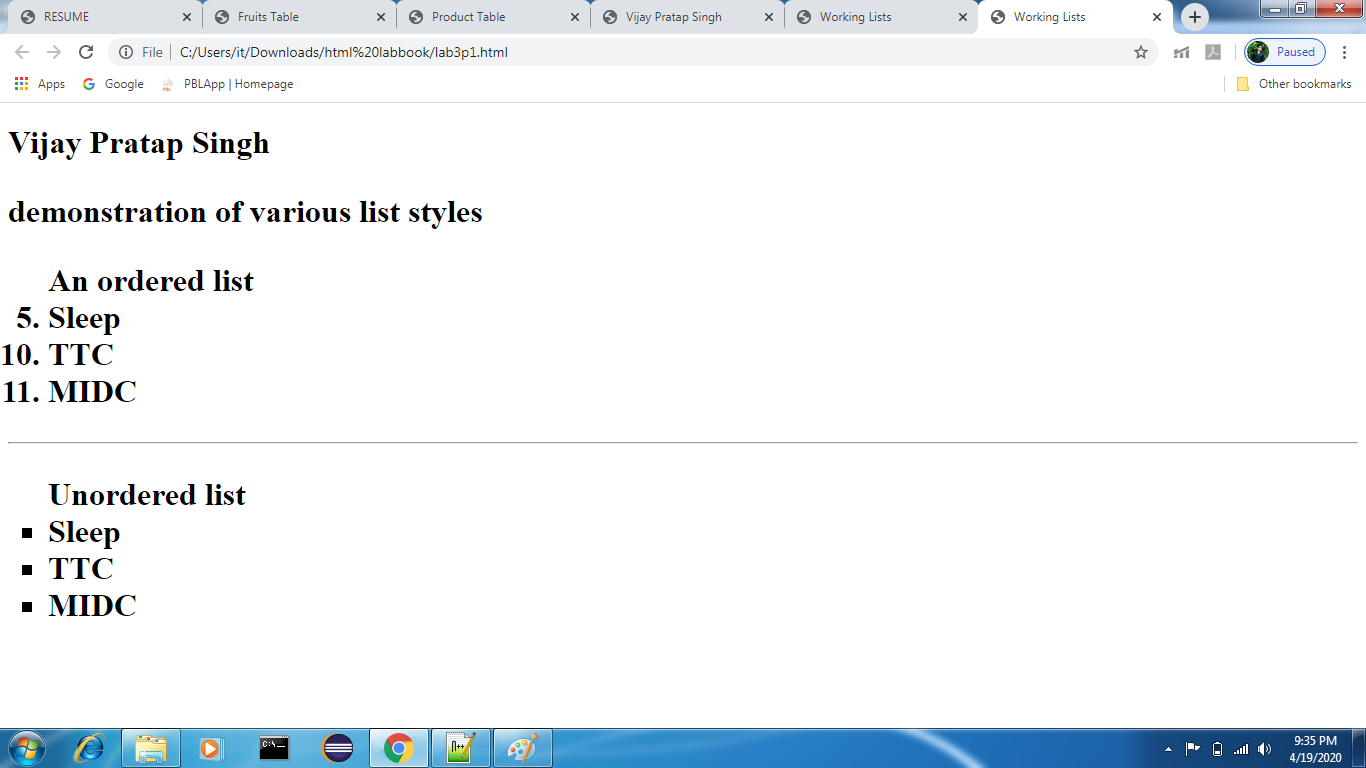 RESUME Fruits Table Product Table Vijay Pratap Singh Working Lists Working Lists
File C:/Users/it/Downloads/html%20labbook/lab3p1.html Paused
Apps Google PBLApp | Homepage Other bookmarks
Vijay Pratap Singh
demonstration of various list styles
An ordered list
5. Sleep
10. TTC
11. MIDC
Unordered list
Sleep
TTC
MIDC
9:35 PM
4/19/2020